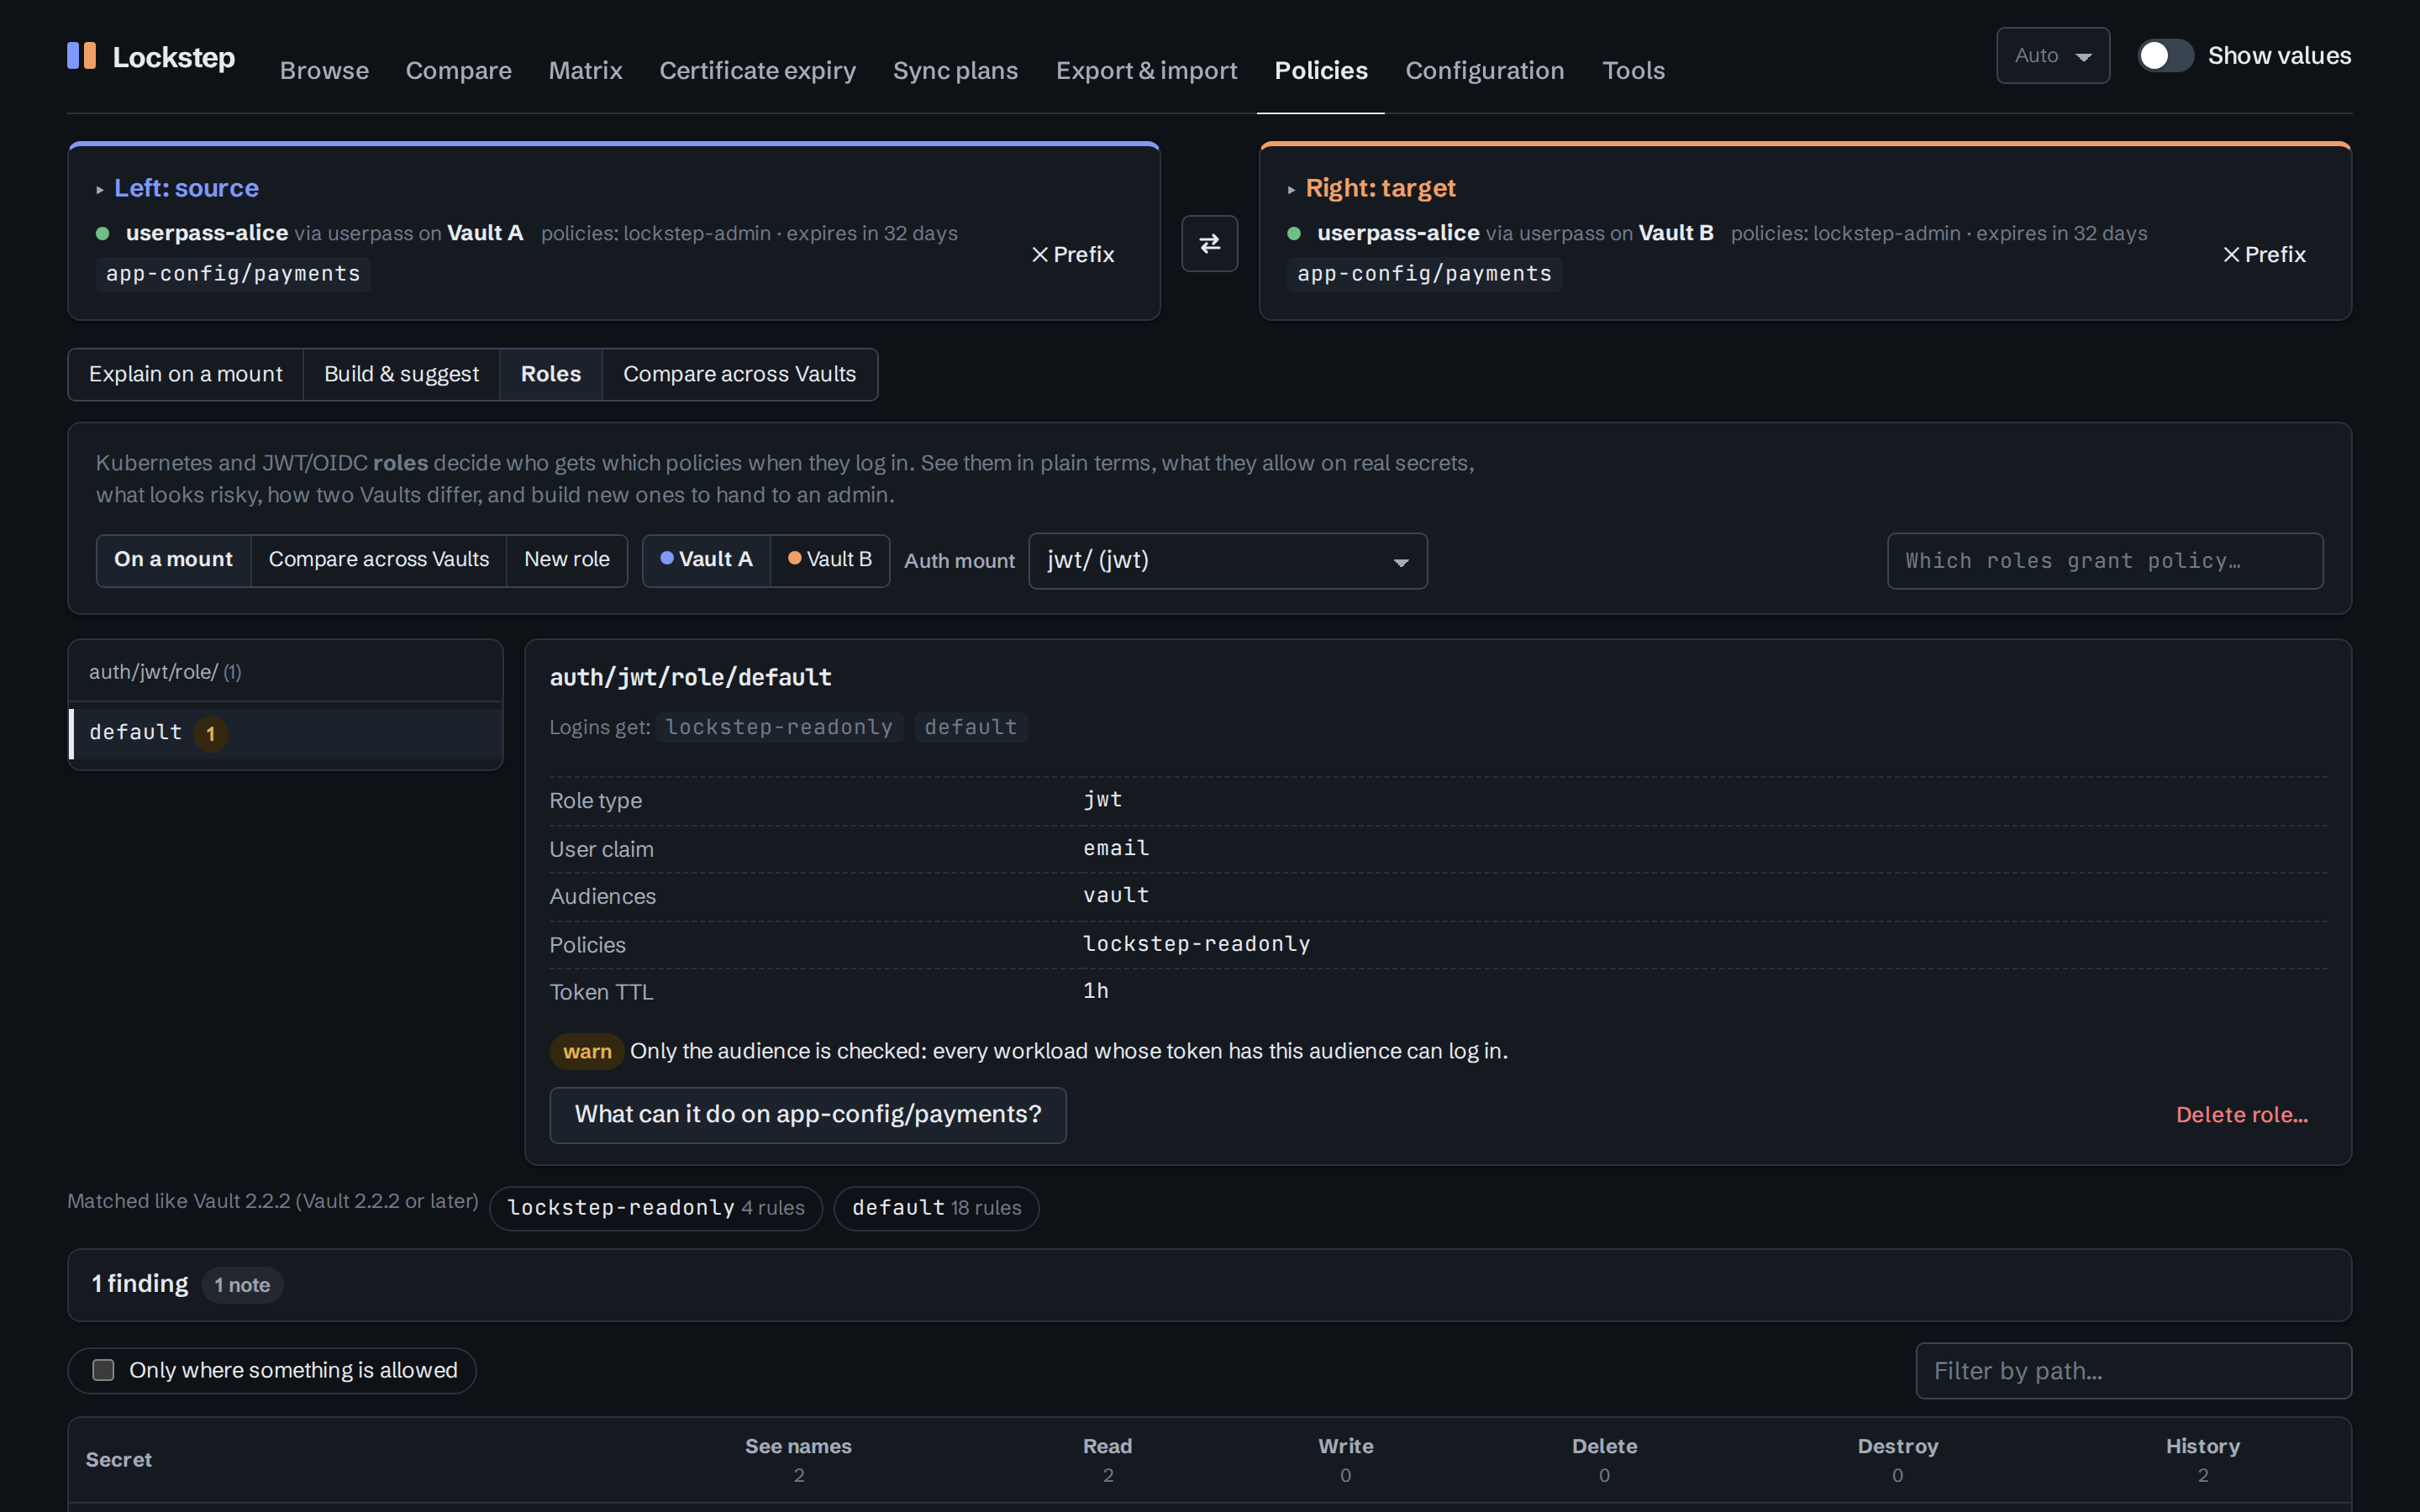 Lockstep Browse Compare Matrix Certificate expiry Sync plans Export & import Policies Configuration Tools Auto Show values
Left: source
userpass-alice via userpass on Vault A policies: lockstep-admin · expires in 32 days
app-config/payments
× Prefix
⇄
Right: target
userpass-alice via userpass on Vault B policies: lockstep-admin · expires in 32 days
app-config/payments
× Prefix
Explain on a mount Build & suggest Roles Compare across Vaults
Kubernetes and JWT/OIDC roles decide who gets which policies when they log in. See them in plain terms, what they allow on real secrets,
what looks risky, how two Vaults differ, and build new ones to hand to an admin.
On a mount Compare across Vaults New role Vault A Vault B Auth mount jwt/ (jwt) Which roles grant policy…
auth/jwt/role/ (1)
default 1
auth/jwt/role/default
Logins get: lockstep-readonly default
Role type jwt
User claim email
Audiences vault
Policies lockstep-readonly
Token TTL 1h
warn Only the audience is checked: every workload whose token has this audience can log in.
What can it do on app-config/payments? Delete role…
Matched like Vault 2.2.2 (Vault 2.2.2 or later) lockstep-readonly 4 rules default 18 rules
1 finding 1 note
Only where something is allowed Filter by path…
Secret See names Read Write Delete Destroy History
2 2 0 0 0 2